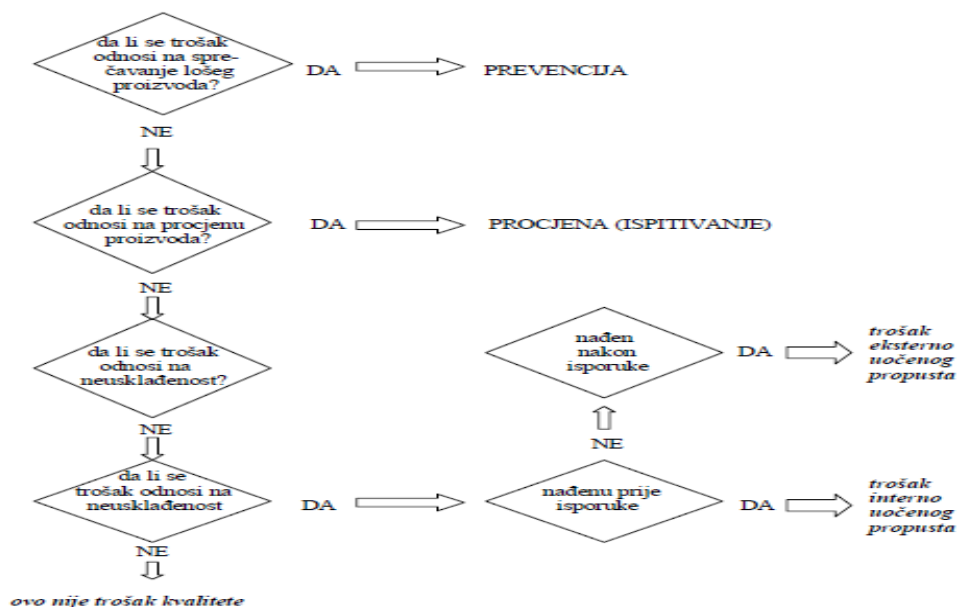 da li se trošak
odnosi na spre-
čavanje lošeg
proizvoda?
DA
PREVENCIJA
NE
da li se trošak
odnosi na procjenu
proizvoda?
DA
PROCJENA (ISPITIVANJE)
NE
da li se trošak
odnosi na
neusklađenost?
nađen
nakon
isporuke
DA
trošak
eksterno
uočenog
propusta
NE
NE
da li se
trošak odnosi na
neusklađenost
DA
nađenu prije
isporuke
DA
trošak
interno
uočenog
propusta
NE
ovo nije trošak kvalitete